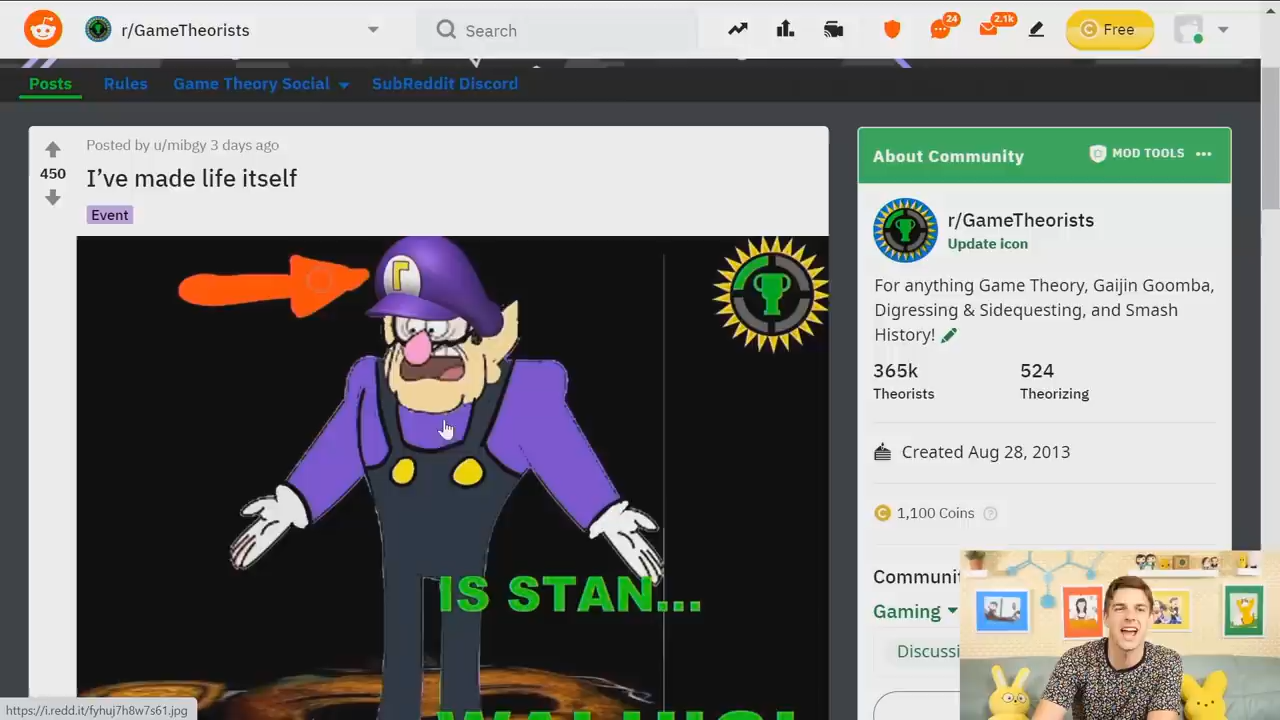 r/GameTheorists
Search
24
2.1k
Free
Posts
Rules
Game Theory Social
SubReddit Discord
Posted by u/mibgy 3 days ago
450
I've made life itself
Event
Γ
IS STAN...
About Community
MOD TOOLS
r/GameTheorists
Update icon
For anything Game Theory, Gaijin Goomba,
Digressing & Sidequesting, and Smash
History!
365k
524
Theorists
Theorizing
Created Aug 28, 2013
1,100 Coins
Gaming
https://i.redd.it/fyhuj7h8w7s61.jpg